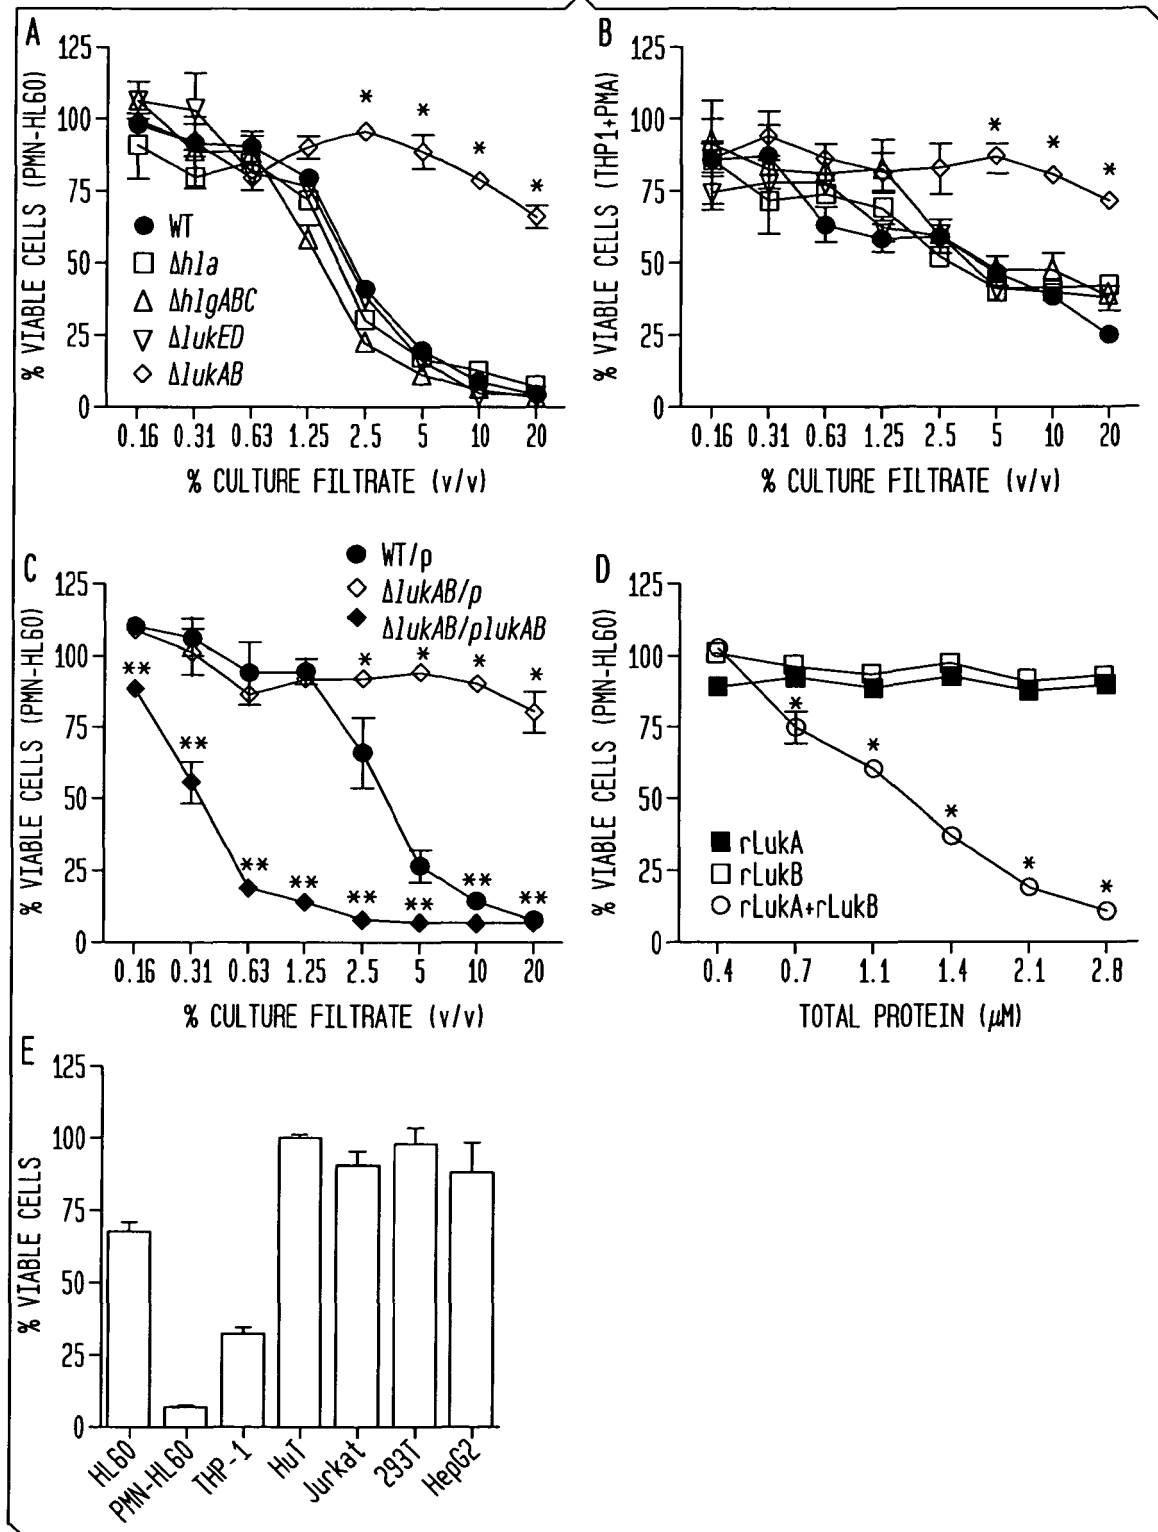 A
125
100
75
50
25
0
% VIABLE CELLS (PMN-HL60)
*
*
*
*
WT
Δhla
ΔhlgABC
ΔlukED
ΔlukAB
0.16 0.31 0.63 1.25 2.5 5 10 20
% CULTURE FILTRATE (v/v)
B
125
100
75
50
25
0
% VIABLE CELLS (THP1+PMA)
*
*
*
0.16 0.31 0.63 1.25 2.5 5 10 20
% CULTURE FILTRATE (v/v)
C
WT/p
ΔlukAB/p
ΔlukAB/plukAB
125
100
75
50
25
0
% VIABLE CELLS (PMN-HL60)
*
*
*
*
**
**
**
**
**
**
**
**
0.16 0.31 0.63 1.25 2.5 5 10 20
% CULTURE FILTRATE (v/v)
D
125
100
75
50
25
0
% VIABLE CELLS (PMN-HL60)
*
*
*
*
*
rLukA
rLukB
rLukA+rLukB
0.4 0.7 1.1 1.4 2.1 2.8
TOTAL PROTEIN (μM)
E
125
100
75
50
25
0
% VIABLE CELLS
HL60
PMN-HL60
THP-1
HuT
Jurkat
293T
HepG2